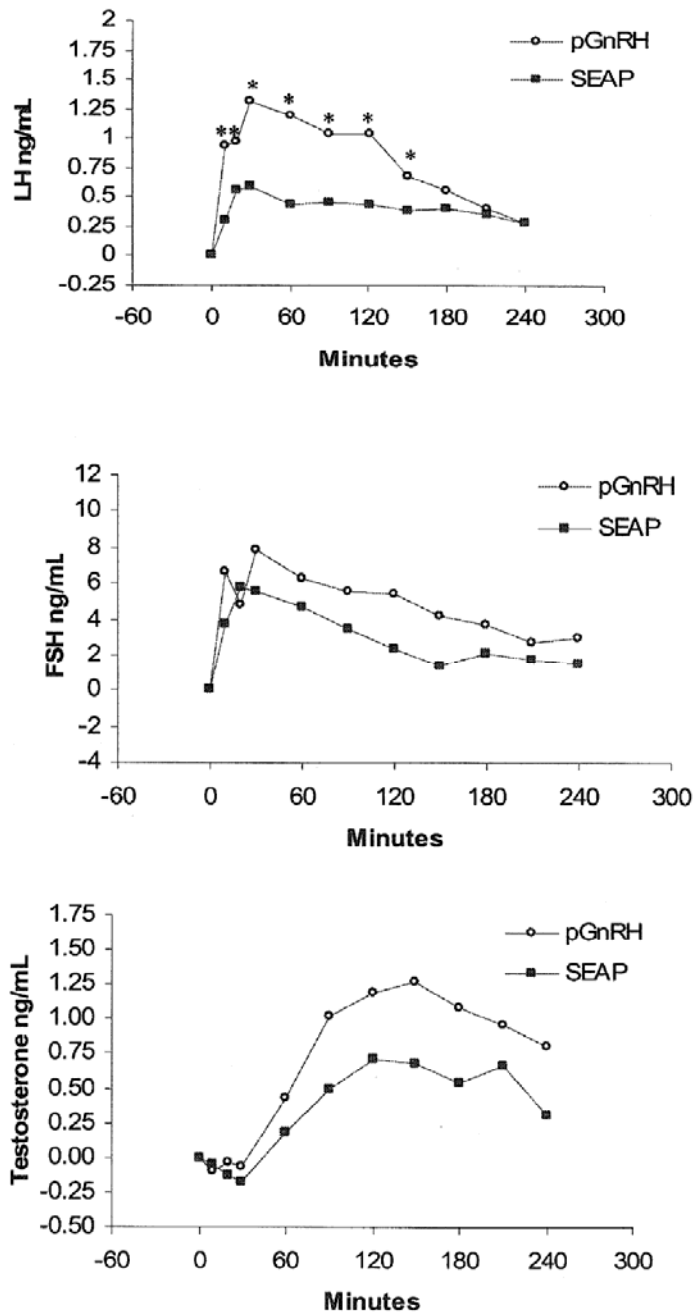 2
1.75
1.5
1.25
1
0.75
0.5
0.25
0
-0.25
LH ng/mL
pGnRH
SEAP
**
*
*
*
*
*
-60 0 60 120 180 240 300
Minutes
12
10
8
6
4
2
0
-2
-4
FSH ng/mL
pGnRH
SEAP
-60 0 60 120 180 240 300
Minutes
1.75
1.50
1.25
1.00
0.75
0.50
0.25
0.00
-0.25
-0.50
Testosterone ng/mL
pGnRH
SEAP
-60 0 60 120 180 240 300
Minutes